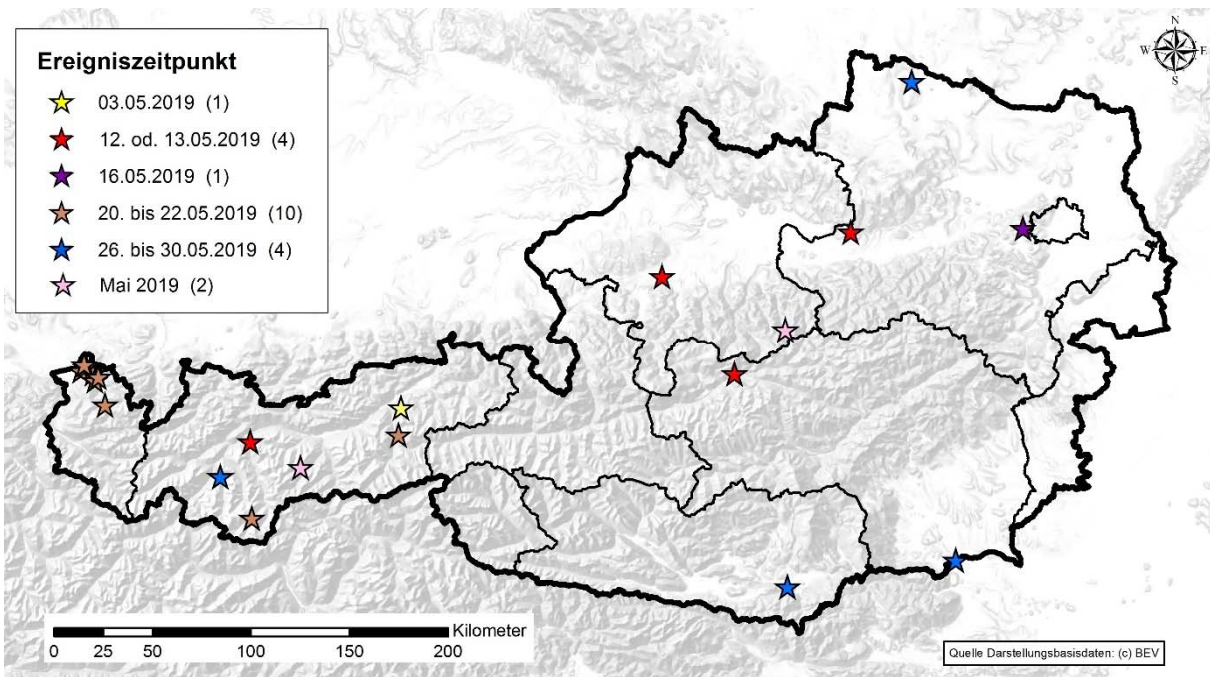 Ereigniszeitpunkt
03.05.2019 (1)
12. od. 13.05.2019 (4)
16.05.2019 (1)
20. bis 22.05.2019 (10)
26. bis 30.05.2019 (4)
Mai 2019 (2)
N
W E
S
Kilometer
0 25 50 100 150 200
Quelle Darstellungsbasisdaten: (c) BEV